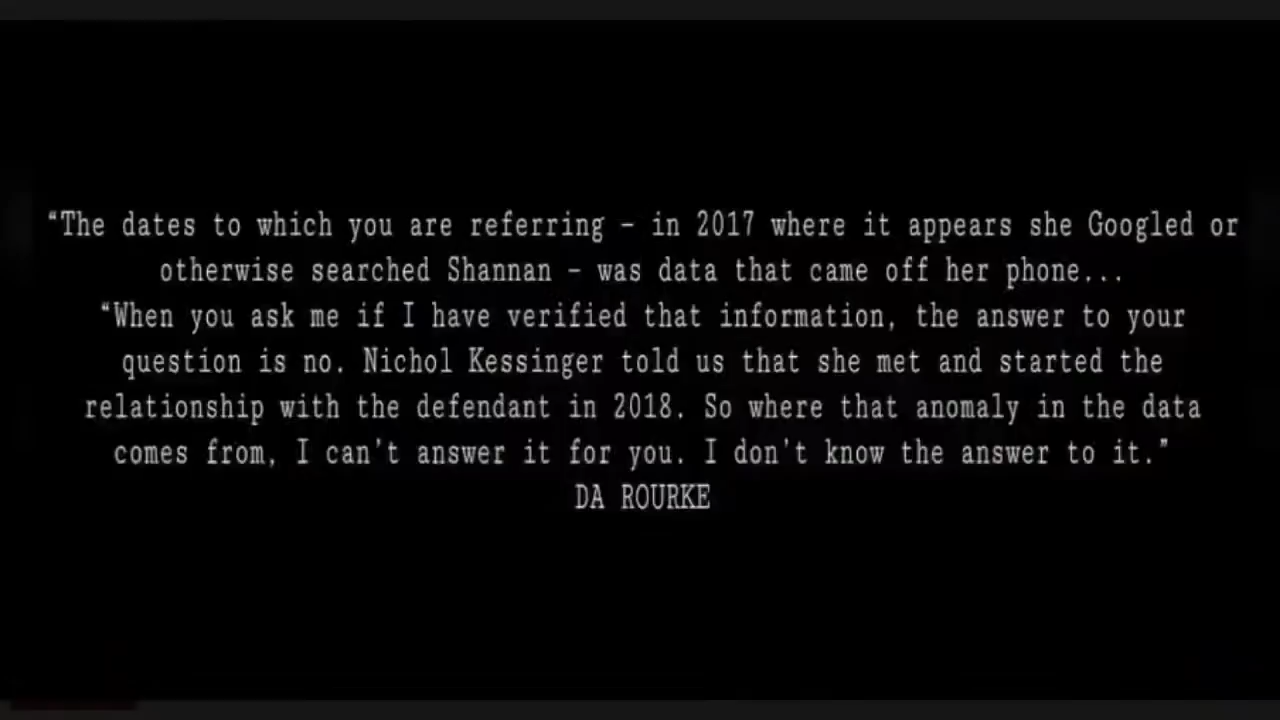 “The dates to which you are referring – in 2017 where it appears she Googled or
otherwise searched Shannan – was data that came off her phone...
“When you ask me if I have verified that information, the answer to your
question is no. Nichol Kessinger told us that she met and started the
relationship with the defendant in 2018. So where that anomaly in the data
comes from, I can't answer it for you. I don't know the answer to it.”
DA ROURKE